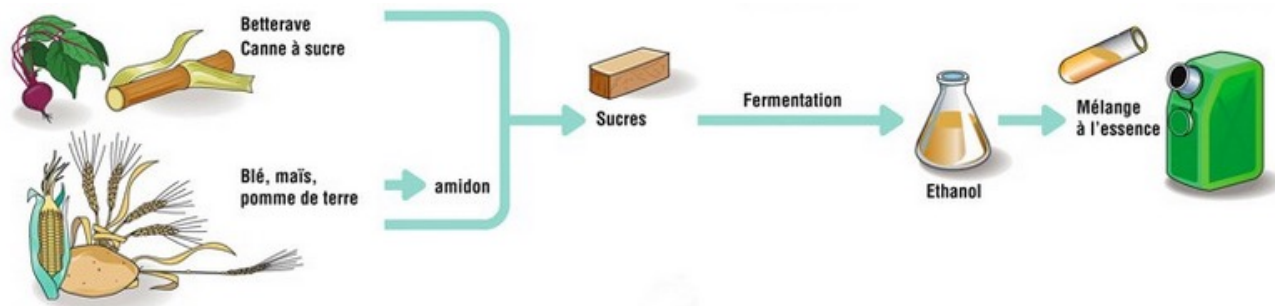 Betterave
Canne à sucre
Blé, maïs,
pomme de terre
amidon
Sucres
Fermentation
Ethanol
Mélange
à l'essence